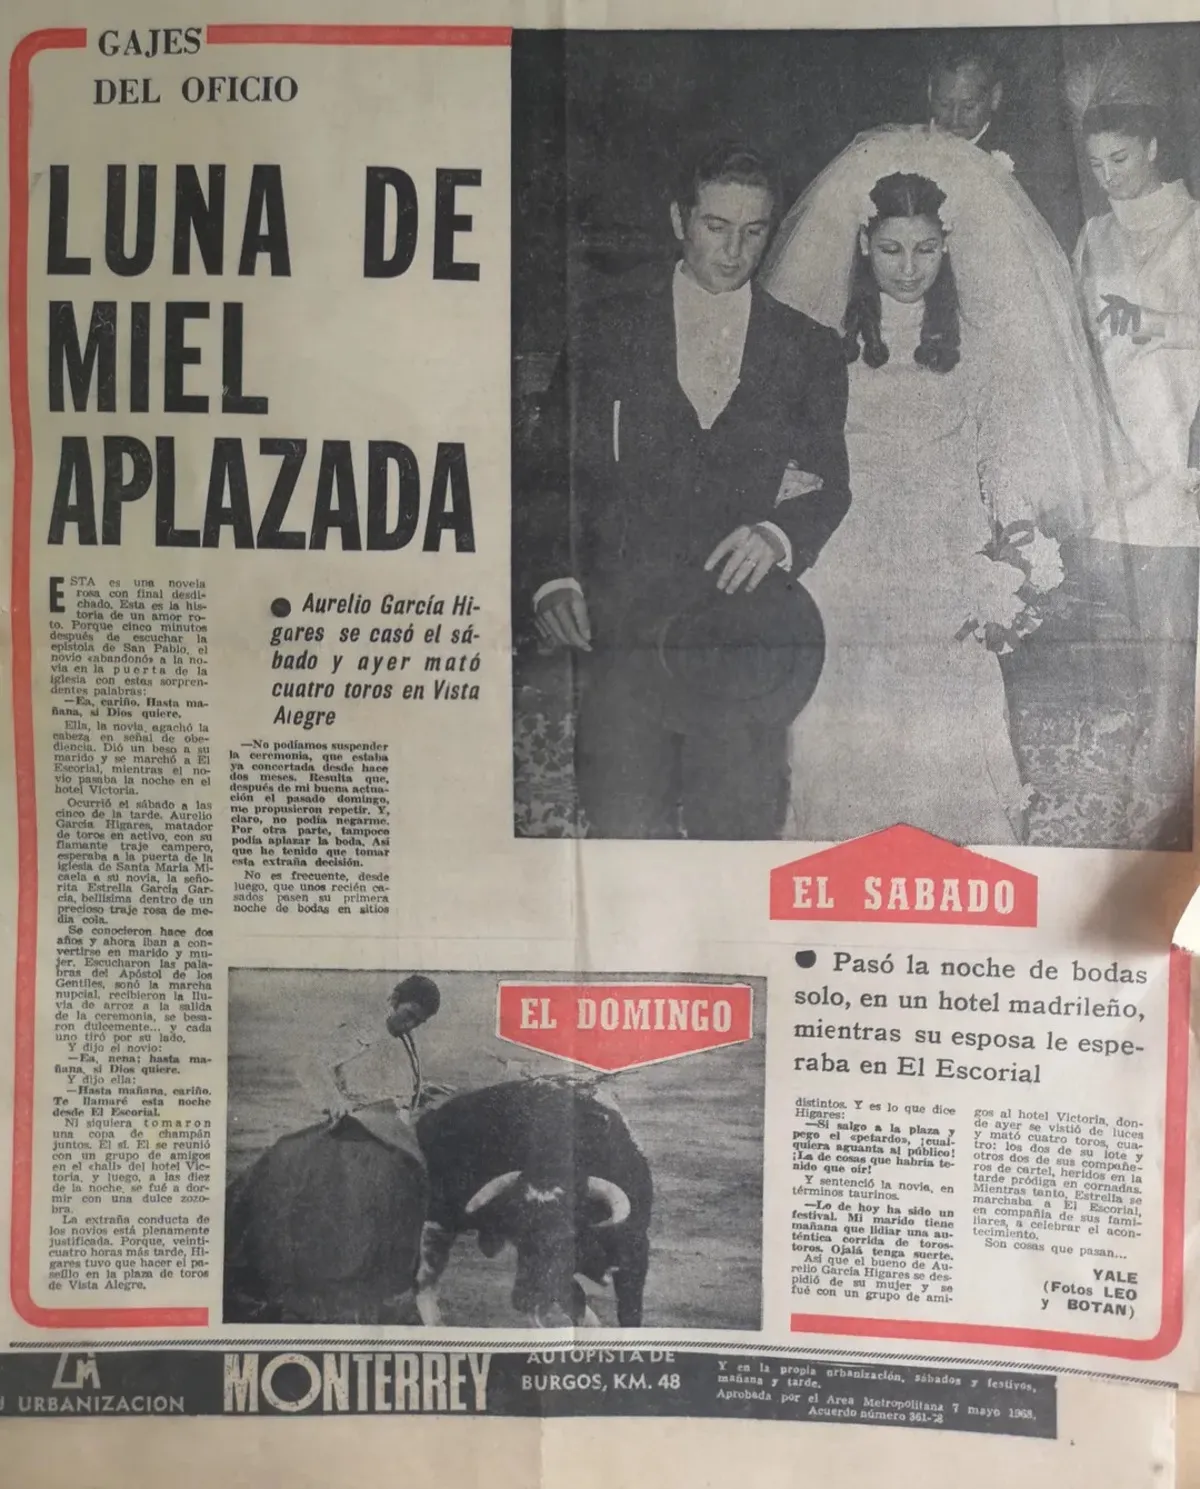 GAJES
DEL OFICIO
LUNA DE
MIEL
APLAZADA
● Aurelio García Hi-
gares se casó el sá-
bado y ayer mató
cuatro toros en Vista
Alegre
ESTA es una novela
rosa con final desdi-
chado. Esta es la his-
toria de un amor ro-
to. Porque cinco minutos
después de escuchar la
epístola de San Pablo, el
novio «abandonó» a la no-
via en la puerta de la
iglesia con estas sorpren-
dentes palabras:
—Ea, cariño. Hasta ma-
ñana, si Dios quiere.
Ella, la novia, agachó la
cabeza en señal de obe-
diencia. Dió un beso a su
marido y se marchó a El
Escorial, mientras el no-
vio pasaba la noche en el
hotel Victoria.
Ocurrió el sábado a las
cinco de la tarde. Aurelio
García Higares, matador
de toros en activo, con su
flamante traje campero,
esperaba a la puerta de la
iglesia de Santa María Mi-
caela a su novia, la seño-
rita Estrella García Gar-
cía, bellísima dentro de un
precioso traje rosa de me-
dia cola.
Se conocieron hace dos
años y ahora iban a con-
vertirse en marido y mu-
jer. Escucharon las pala-
bras del Apóstol de los
Gentiles, sonó la marcha
nupcial, recibieron la llu-
via de arroz a la salida
de la ceremonia, se besa-
ron dulcemente... y cada
uno tiró por su lado.
Y dijo el novio:
—Ea, nena; hasta ma-
ñana, si Dios quiere.
Y dijo ella:
—Hasta mañana, cariño.
Te llamaré esta noche
desde El Escorial.
Ni siquiera tomaron
una copa de champán
juntos. El sí. El se reunió
con un grupo de amigos
en el «hall» del hotel Vic-
toria, y luego, a las diez
de la noche, se fué a dor-
mir con una dulce zozo-
bra.
La extraña conducta de
los novios está plenamente
justificada. Porque, veinti-
cuatro horas más tarde, Hi-
gares tuvo que hacer el pa-
seíllo en la plaza de toros
de Vista Alegre.
—No podíamos suspender
la ceremonia, que estaba
ya concertada desde hace
dos meses. Resulta que,
después de mi buena actua-
ción el pasado domingo,
me propusieron repetir. Y,
claro, no podía negarme.
Por otra parte, tampoco
podía aplazar la boda. Así
que he tenido que tomar
esta extraña decisión.
No es frecuente, desde
luego, que unos recién ca-
sados pasen su primera
noche de bodas en sitios
EL SABADO
EL DOMINGO
● Pasó la noche de bodas
solo, en un hotel madrileño,
mientras su esposa le espe-
raba en El Escorial
distintos. Y es lo que dice
Higares:
—Si salgo a la plaza y
pego el «petardo», ¡cual-
quiera aguanta al público!
¡La de cosas que habría te-
nido que oír!
Y sentenció la novia, en
términos taurinos.
—Lo de hoy ha sido un
festival. Mi marido tiene
mañana que lidiar una au-
téntica corrida de toros-
toros. Ojalá tenga suerte.
Así que el bueno de Au-
relio García Higares se des-
pidió de su mujer y se
fué con un grupo de ami-
gos al hotel Victoria, don-
de ayer se vistió de luces
y mató cuatro toros, cua-
tro: los dos de su lote y
otros dos de sus compañe-
ros de cartel, heridos en la
tarde pródiga en cornadas.
Mientras tanto, Estrella se
marchaba a El Escorial,
en compañía de sus fami-
liares, a celebrar el acon-
tecimiento.
Son cosas que pasan...
YALE
(Fotos LEO
y BOTAN)
URBANIZACION
MONTERREY
AUTOPISTA DE
BURGOS, KM. 48
Y en la propia urbanización, sábados y festivos,
mañana y tarde.
Aprobada por el Area Metropolitana 7 mayo 1968.
Acuerdo número